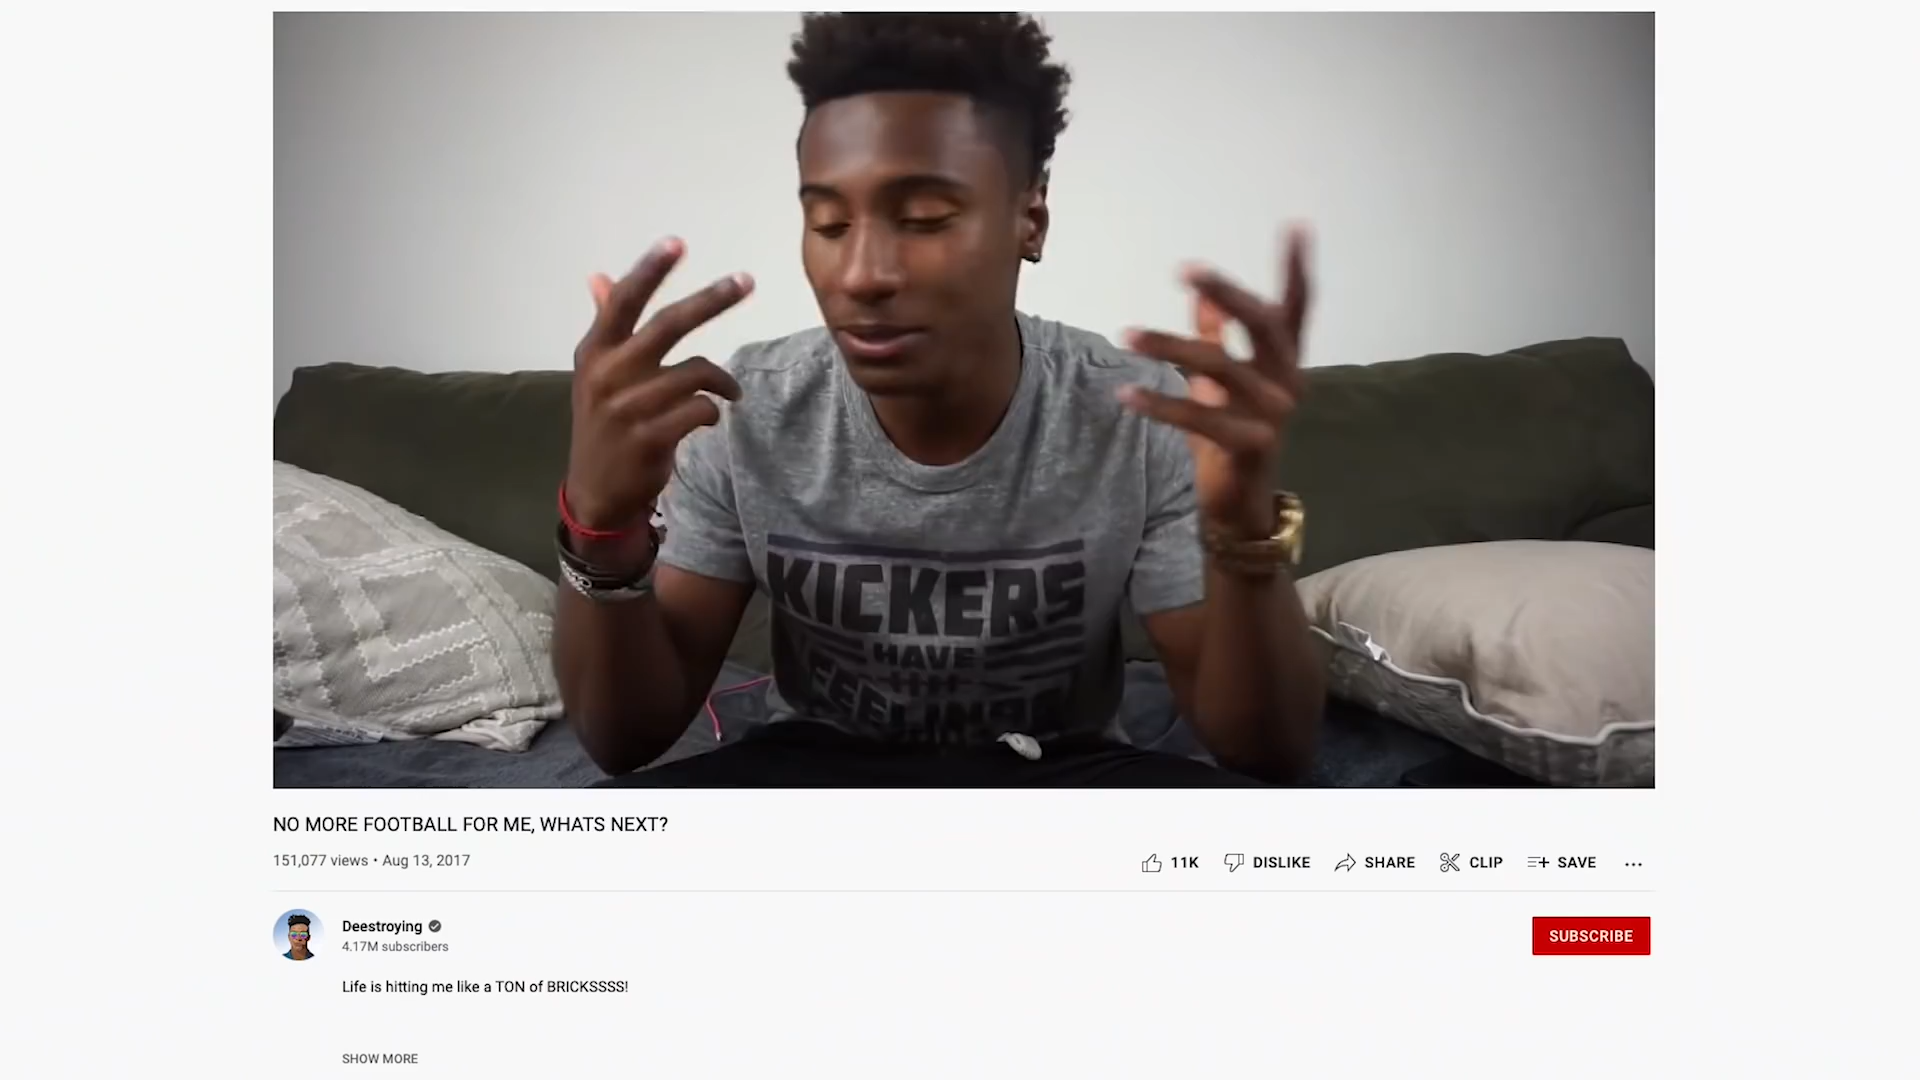 KICKERS
HAVE
FEELINGS
NO MORE FOOTBALL FOR ME, WHATS NEXT?
151,077 views • Aug 13, 2017
11K DISLIKE SHARE CLIP SAVE ...
Deestroying
4.17M subscribers
SUBSCRIBE
Life is hitting me like a TON of BRICKSSSS!
SHOW MORE